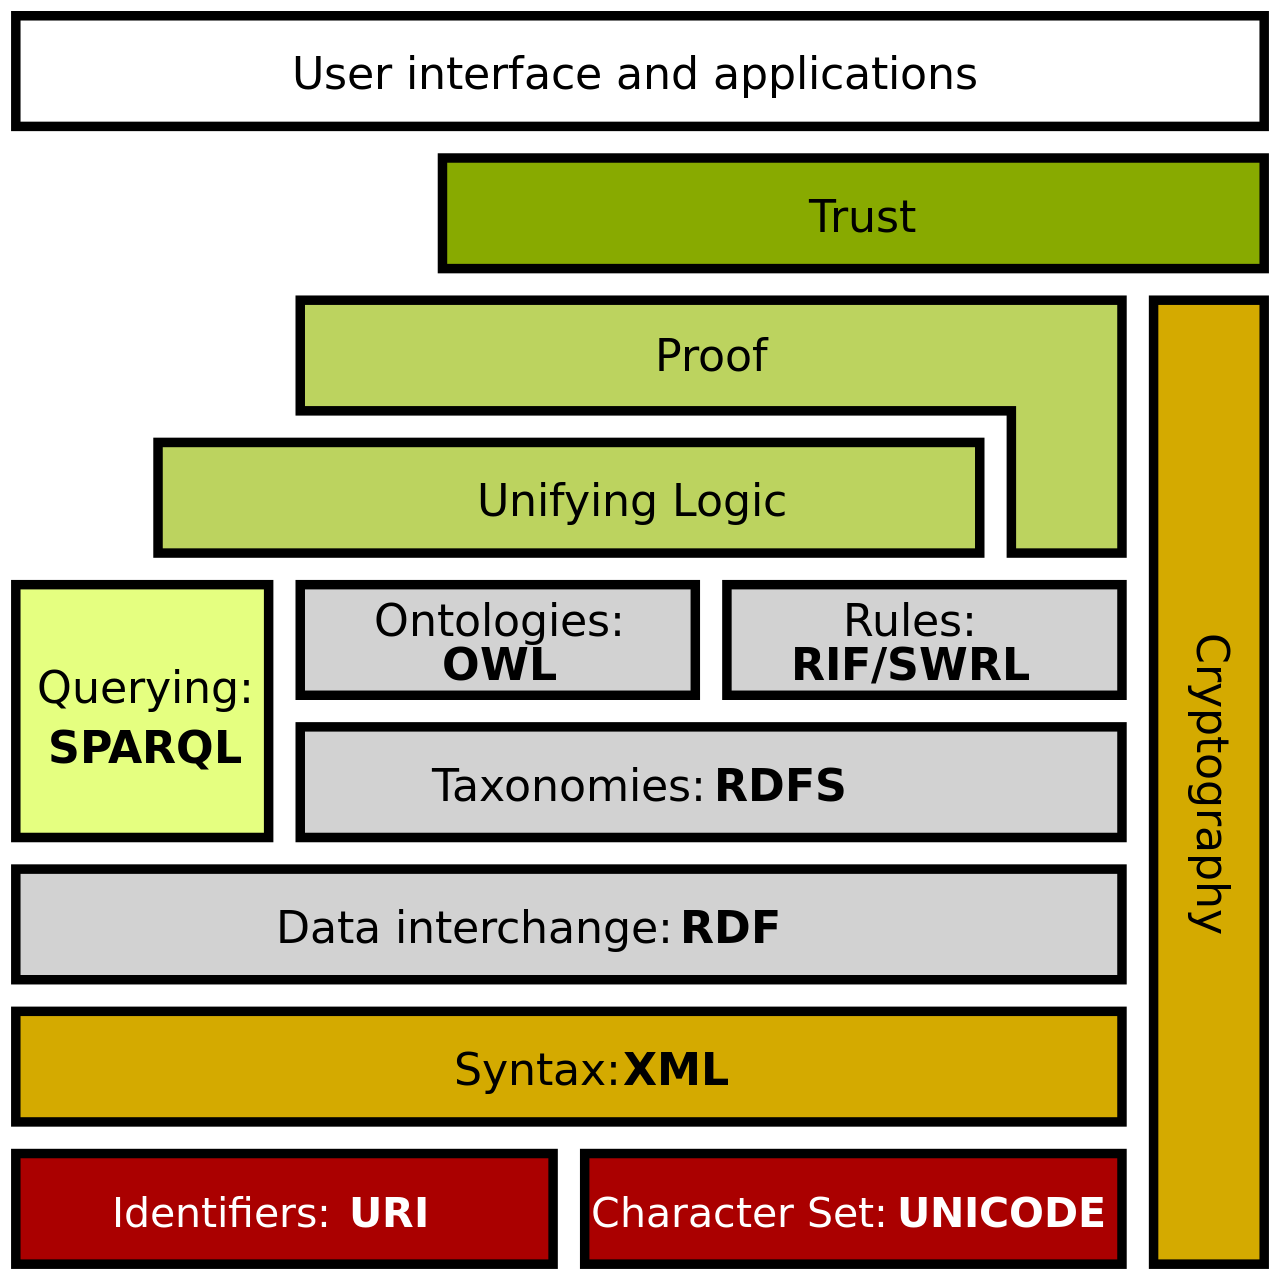 User interface and applications
Trust
Proof
Unifying Logic
Querying:
SPARQL
Ontologies:
OWL
Rules:
RIF/SWRL
Taxonomies: RDFS
Data interchange: RDF
Syntax: XML
Identifiers: URI
Character Set: UNICODE
Cryptography